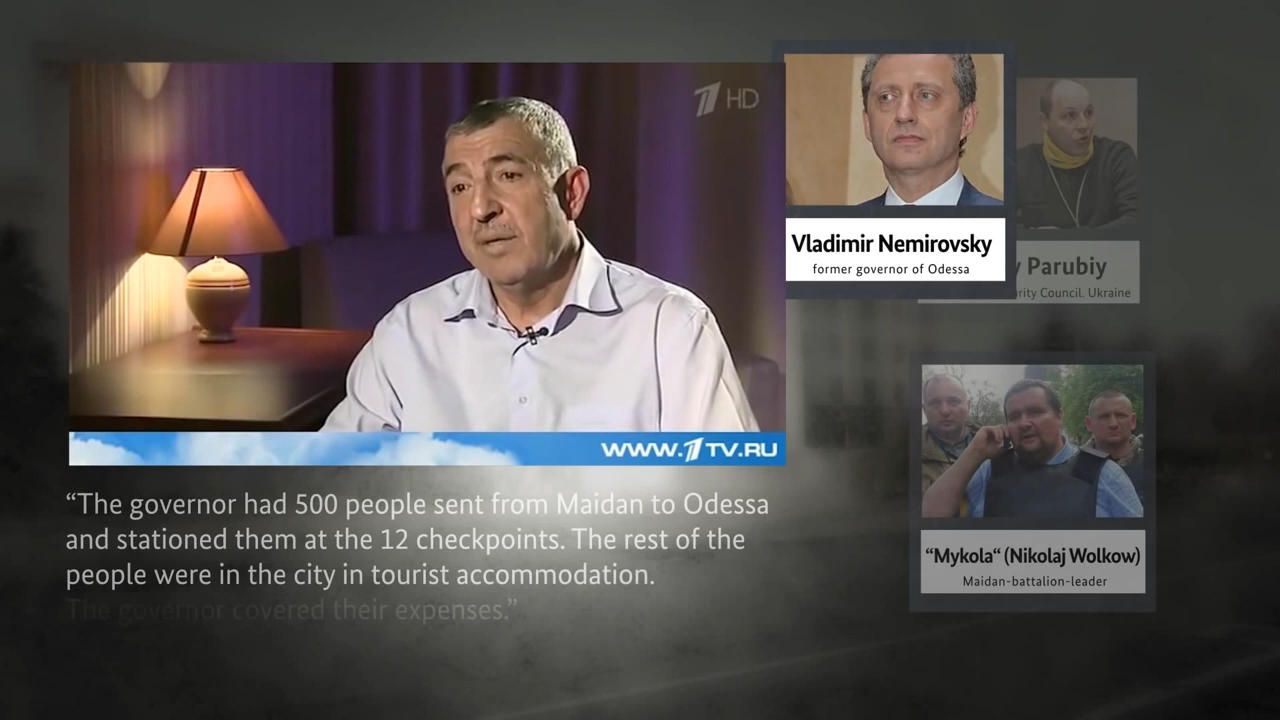 HD
WWW.1TV.RU
“The governor had 500 people sent from Maidan to Odessa
and stationed them at the 12 checkpoints. The rest of the
people were in the city in tourist accommodation.
The governor covered their expenses.”
Vladimir Nemirovsky
former governor of Odessa
Parubiy
Council. Ukraine
“Mykola“ (Nikolaj Wolkow)
Maidan-battalion-leader